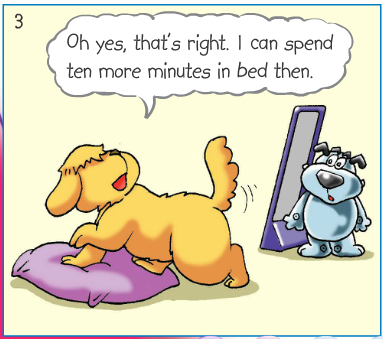 3
Oh yes, that's right. I can spend
ten more minutes in bed then.